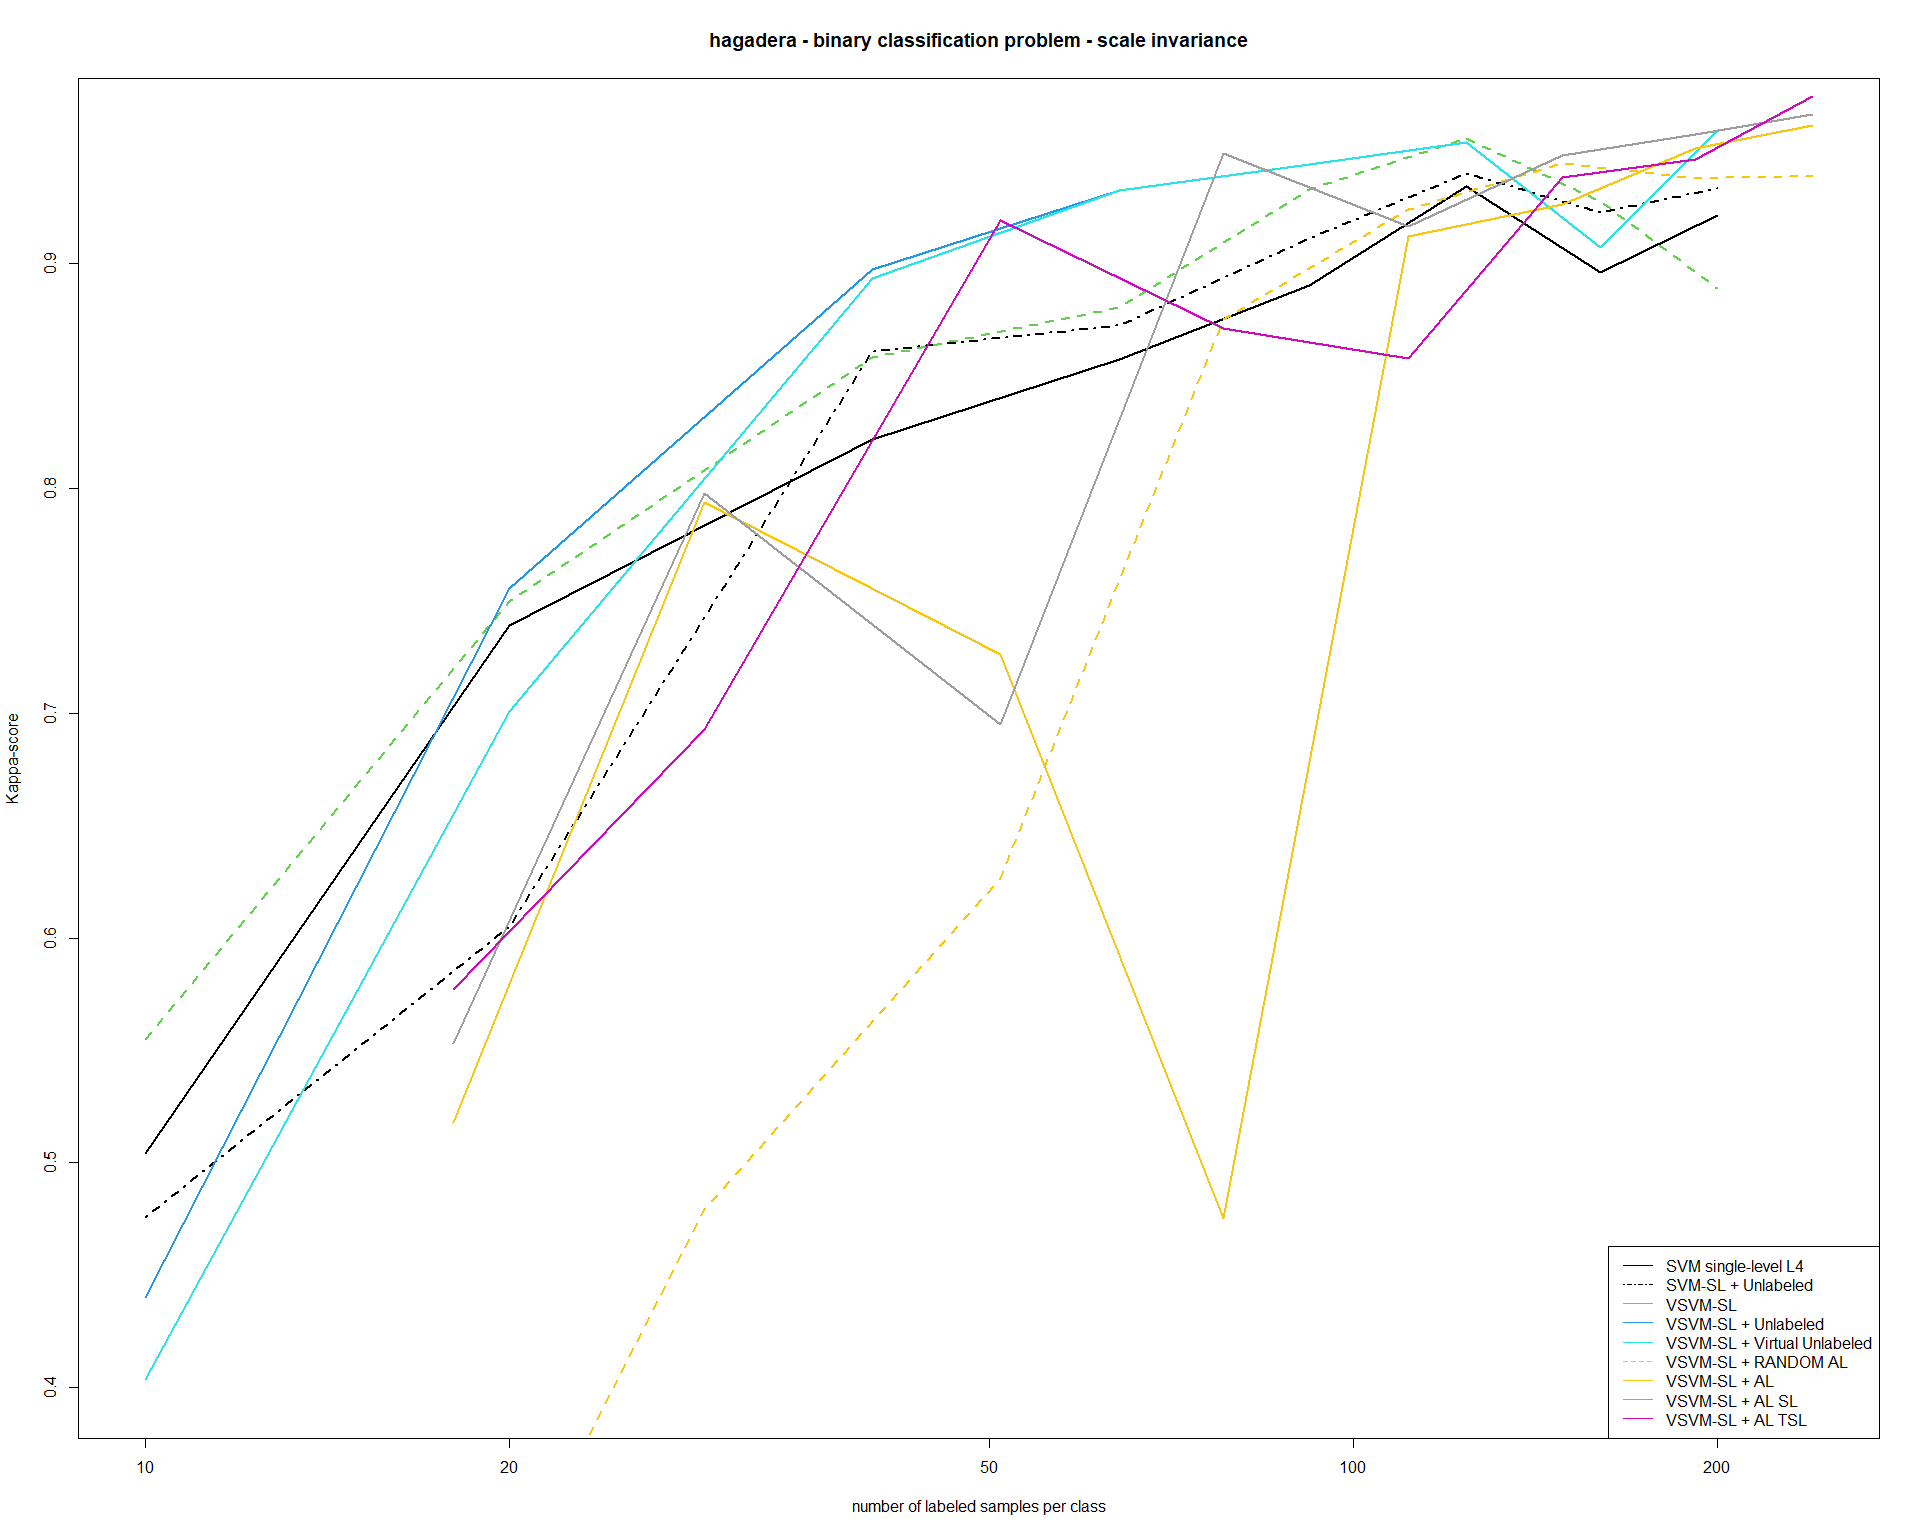 hagadera - binary classification problem - scale invariance
Kappa-score
0.9
0.8
0.7
0.6
0.5
0.4
10 20 50 100 200
number of labeled samples per class
SVM single-level L4
SVM-SL + Unlabeled
VSVM-SL
VSVM-SL + Unlabeled
VSVM-SL + Virtual Unlabeled
VSVM-SL + RANDOM AL
VSVM-SL + AL
VSVM-SL + AL SL
VSVM-SL + AL TSL